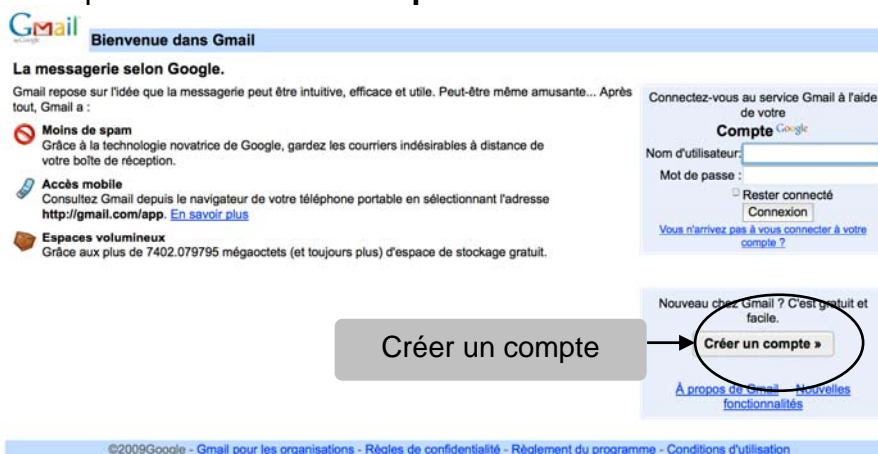 Gmail
by Google
Bienvenue dans Gmail
La messagerie selon Google.
Gmail repose sur l'idée que la messagerie peut être intuitive, efficace et utile. Peut-être même amusante... Après
tout, Gmail a :
Moins de spam
Grâce à la technologie novatrice de Google, gardez les courriers indésirables à distance de
votre boîte de réception.
Accès mobile
Consultez Gmail depuis le navigateur de votre téléphone portable en sélectionnant l'adresse
http://gmail.com/app. En savoir plus
Espaces volumineux
Grâce aux plus de 7402.079795 mégaoctets (et toujours plus) d'espace de stockage gratuit.
Connectez-vous au service Gmail à l'aide
de votre
Compte Google
Nom d'utilisateur:
Mot de passe :
Rester connecté
Connexion
Vous n'arrivez pas à vous connecter à votre
compte ?
Nouveau chez Gmail ? C'est gratuit et
facile.
Créer un compte
Créer un compte »
À propos de Gmail Nouvelles
fonctionnalités
©2009Google - Gmail pour les organisations - Règles de confidentialité - Règlement du programme - Conditions d'utilisation